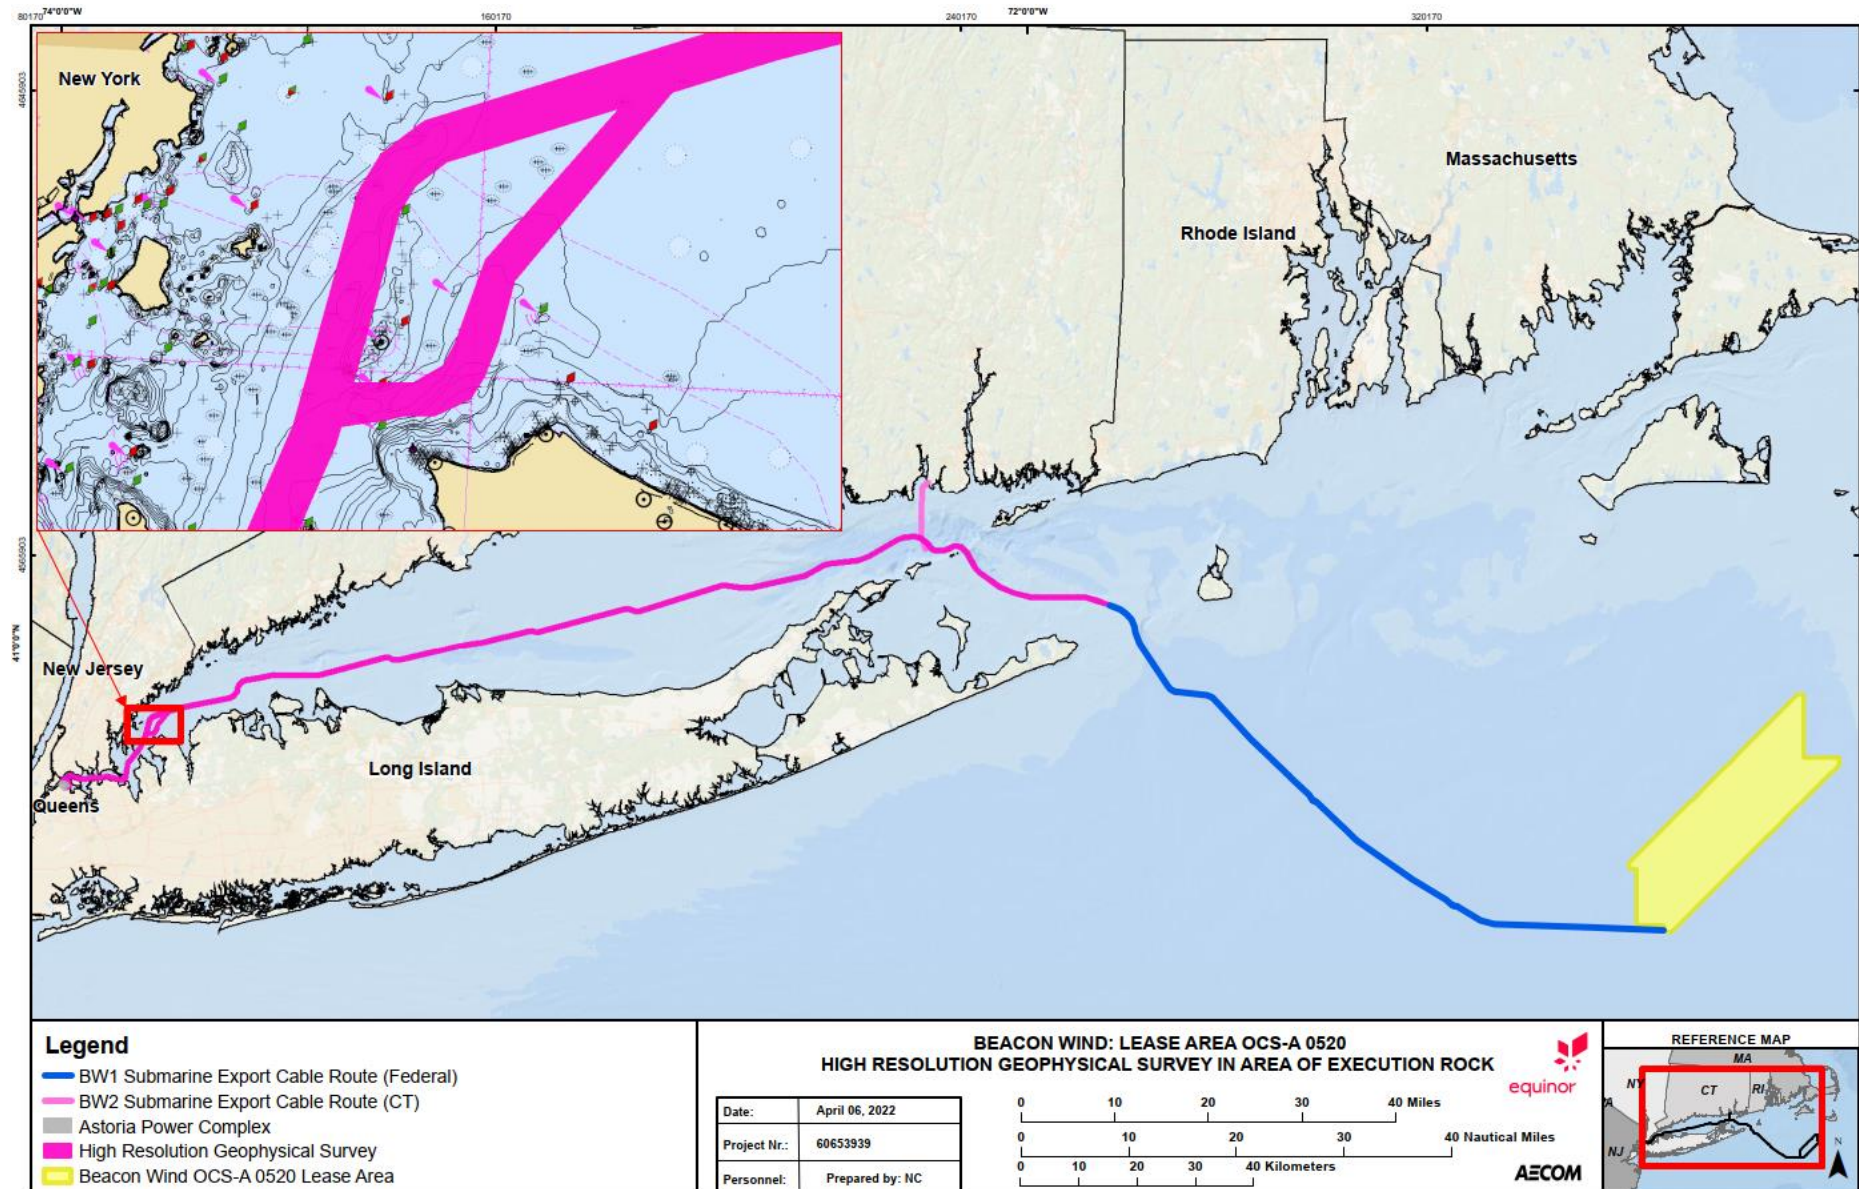 80170
74°0'0"W
160170
240170
72°0'0"W
320170
4645903
4565903
41°0'0"N
New York
Massachusetts
Rhode Island
New Jersey
Long Island
Queens
Legend
BW1 Submarine Export Cable Route (Federal)
BW2 Submarine Export Cable Route (CT)
Astoria Power Complex
High Resolution Geophysical Survey
Beacon Wind OCS-A 0520 Lease Area
BEACON WIND: LEASE AREA OCS-A 0520
HIGH RESOLUTION GEOPHYSICAL SURVEY IN AREA OF EXECUTION ROCK
equinor
Date: April 06, 2022
Project Nr.: 60653939
Personnel: Prepared by: NC
0 10 20 30 40 Miles
0 10 20 30 40 Nautical Miles
0 10 20 30 40 Kilometers
AECOM
REFERENCE MAP
MA
NY
CT
RI
PA
NJ
N